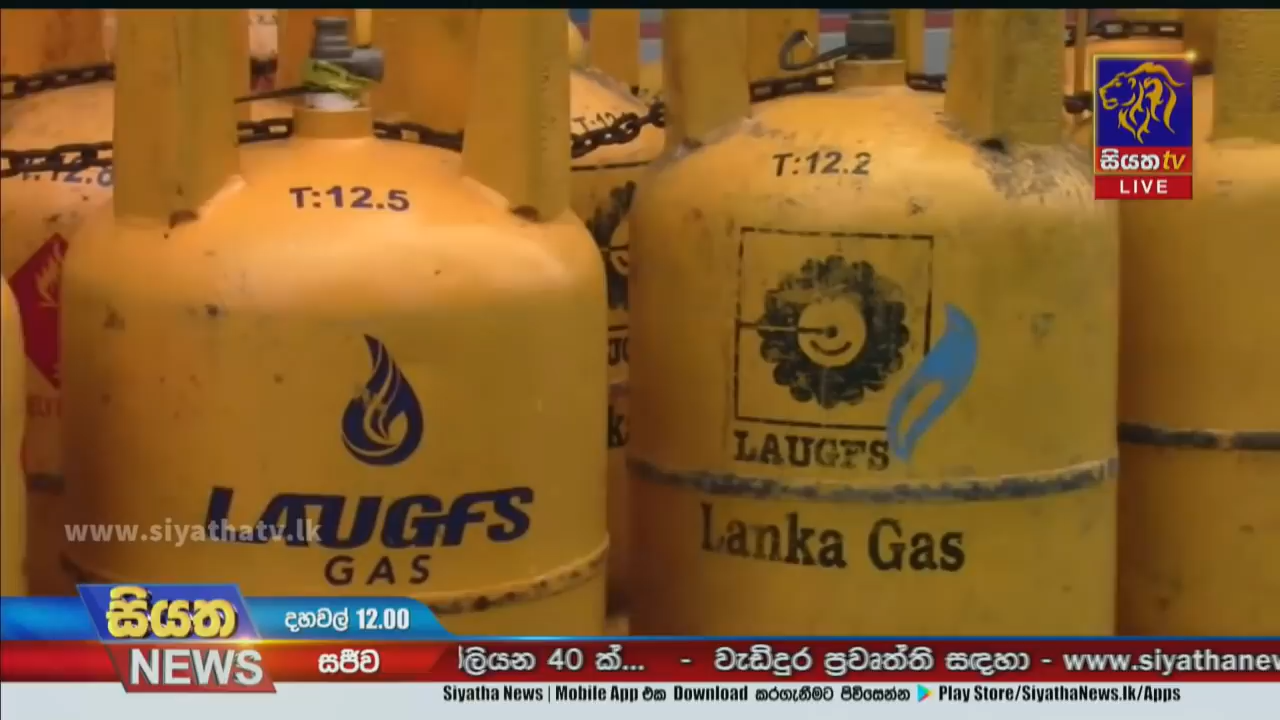 T:12.5
T:12.2
සියත tv
LIVE
LAUGFS
GAS
LAUGFS
Lanka Gas
www.siyathatv.lk
සියත
NEWS
දහවල් 12.00
සජීව
ලියන 40 ක්... - වැඩිදුර ප්‍රවෘත්ති සඳහා - www.siyathanew
Siyatha News | Mobile App එක Download කරගැනීමට පිවිසෙන්න Play Store/SiyathaNews.lk/Apps